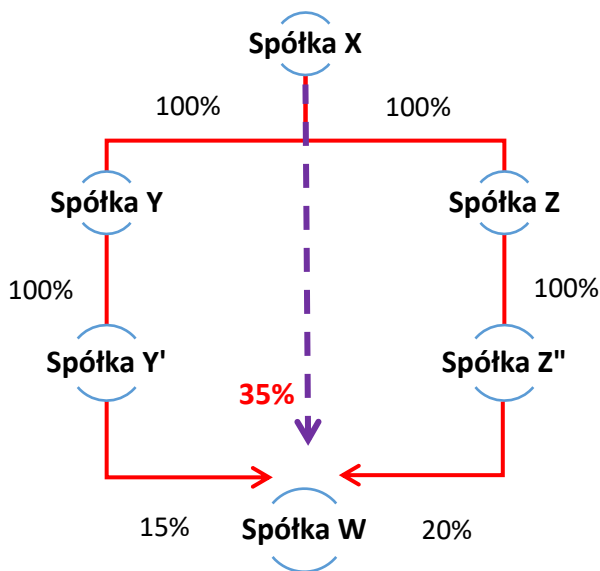 Spółka X
100%
100%
Spółka Y
Spółka Z
100%
100%
Spółka Y'
Spółka Z"
35%
15%
Spółka W
20%